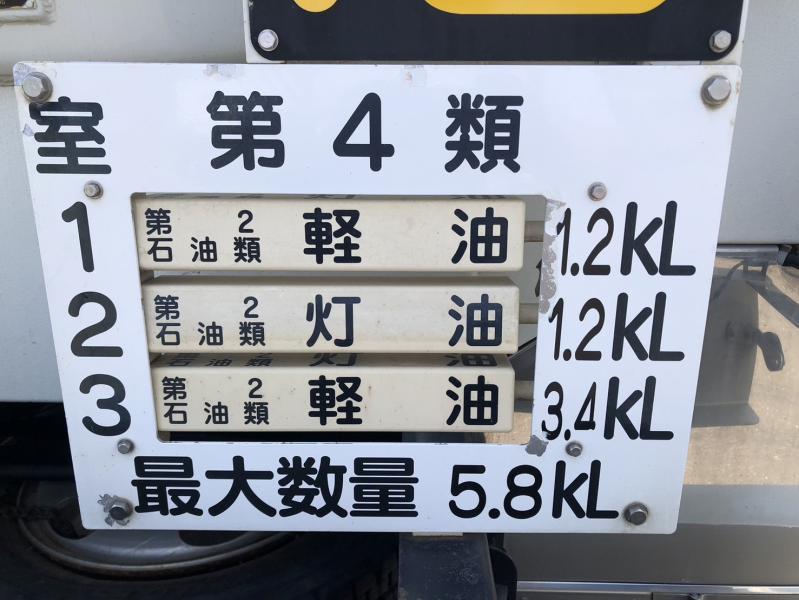 室 第4類
1 第2石油類 軽油 1.2KL
2 第2石油類 灯油 1.2KL
3 第2石油類 軽油 3.4KL
最大数量 5.8KL